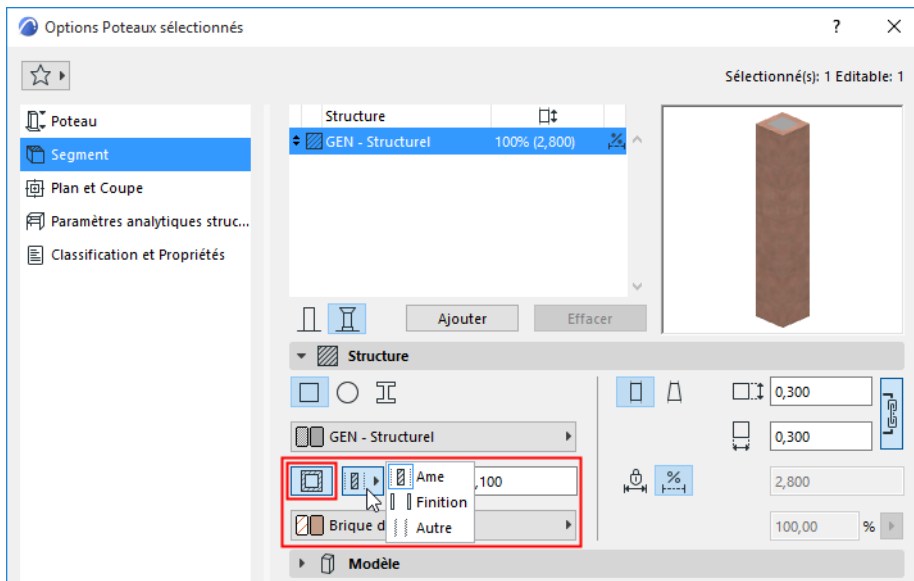 Options Poteaux sélectionnés
?
Sélectionné(s): 1 Editable: 1
Poteau
Segment
Plan et Coupe
Paramètres analytiques struc...
Classification et Propriétés
Structure
GEN - Structurel 100% (2,800)
Ajouter
Effacer
Structure
0,300
GEN - Structurel
0,300
Ame
,100
Finition
%
2,800
Brique d
Autre
100,00 %
Modèle